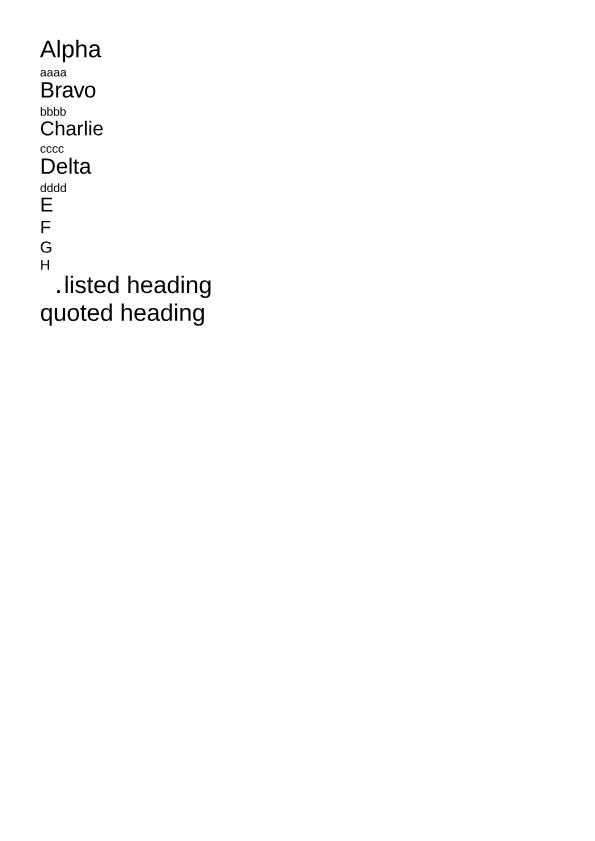 Alpha
aaaa
Bravo
bbbb
Charlie
cccc
Delta
dddd
E
F
G
H
.listed heading
quoted heading